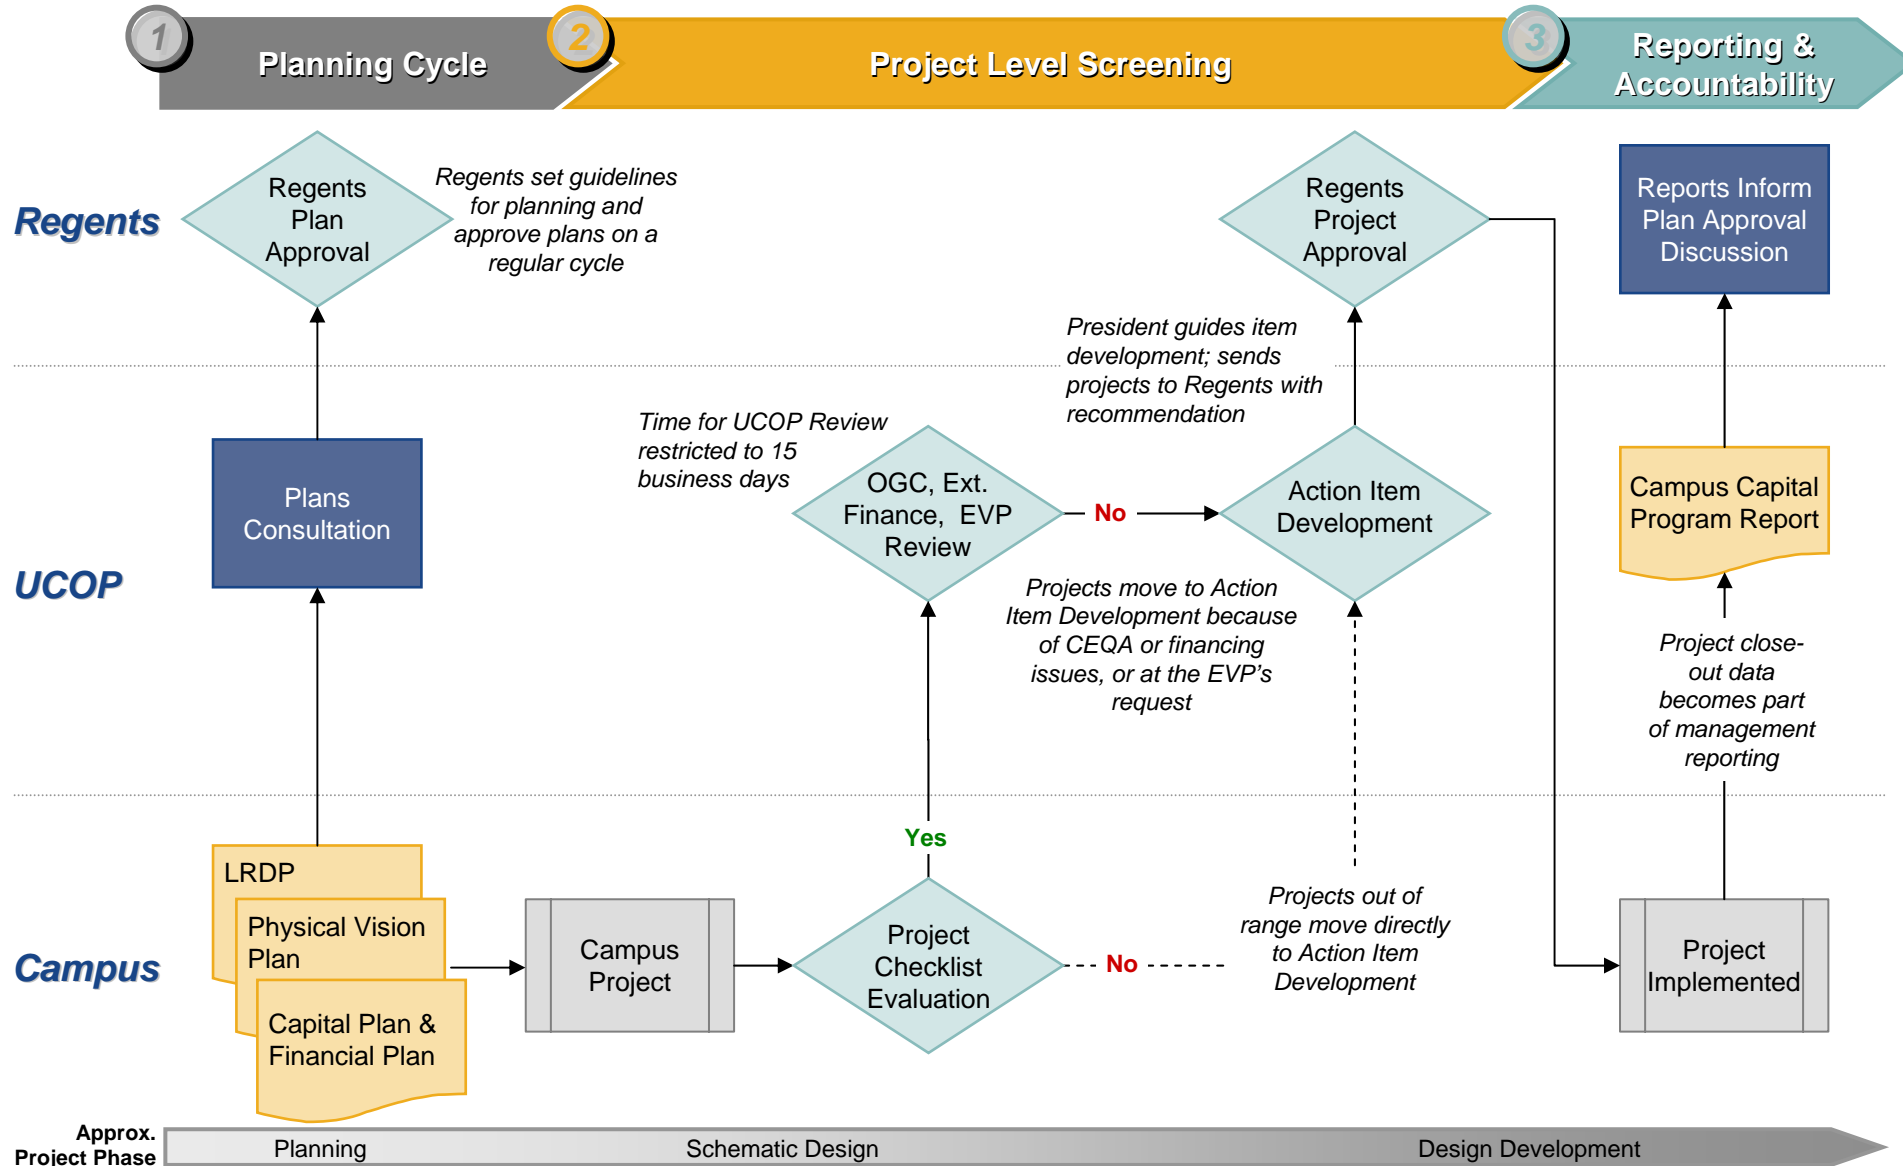 1
Planning Cycle
2
Project Level Screening
3
Reporting &
Accountability
Regents
Regents
Plan
Approval
Regents set guidelines
for planning and
approve plans on a
regular cycle
Regents
Project
Approval
Reports Inform
Plan Approval
Discussion
President guides item
development; sends
projects to Regents with
recommendation
UCOP
Plans
Consultation
Time for UCOP Review
restricted to 15
business days
OGC, Ext.
Finance, EVP
Review
No
Action Item
Development
Campus Capital
Program Report
Projects move to Action
Item Development because
of CEQA or financing
issues, or at the EVP's
request
Project close-
out data
becomes part
of management
reporting
Yes
Campus
LRDP
Physical Vision
Plan
Capital Plan &
Financial Plan
Campus
Project
Project
Checklist
Evaluation
No
Projects out of
range move directly
to Action Item
Development
Project
Implemented
Approx.
Project Phase
Planning
Schematic Design
Design Development